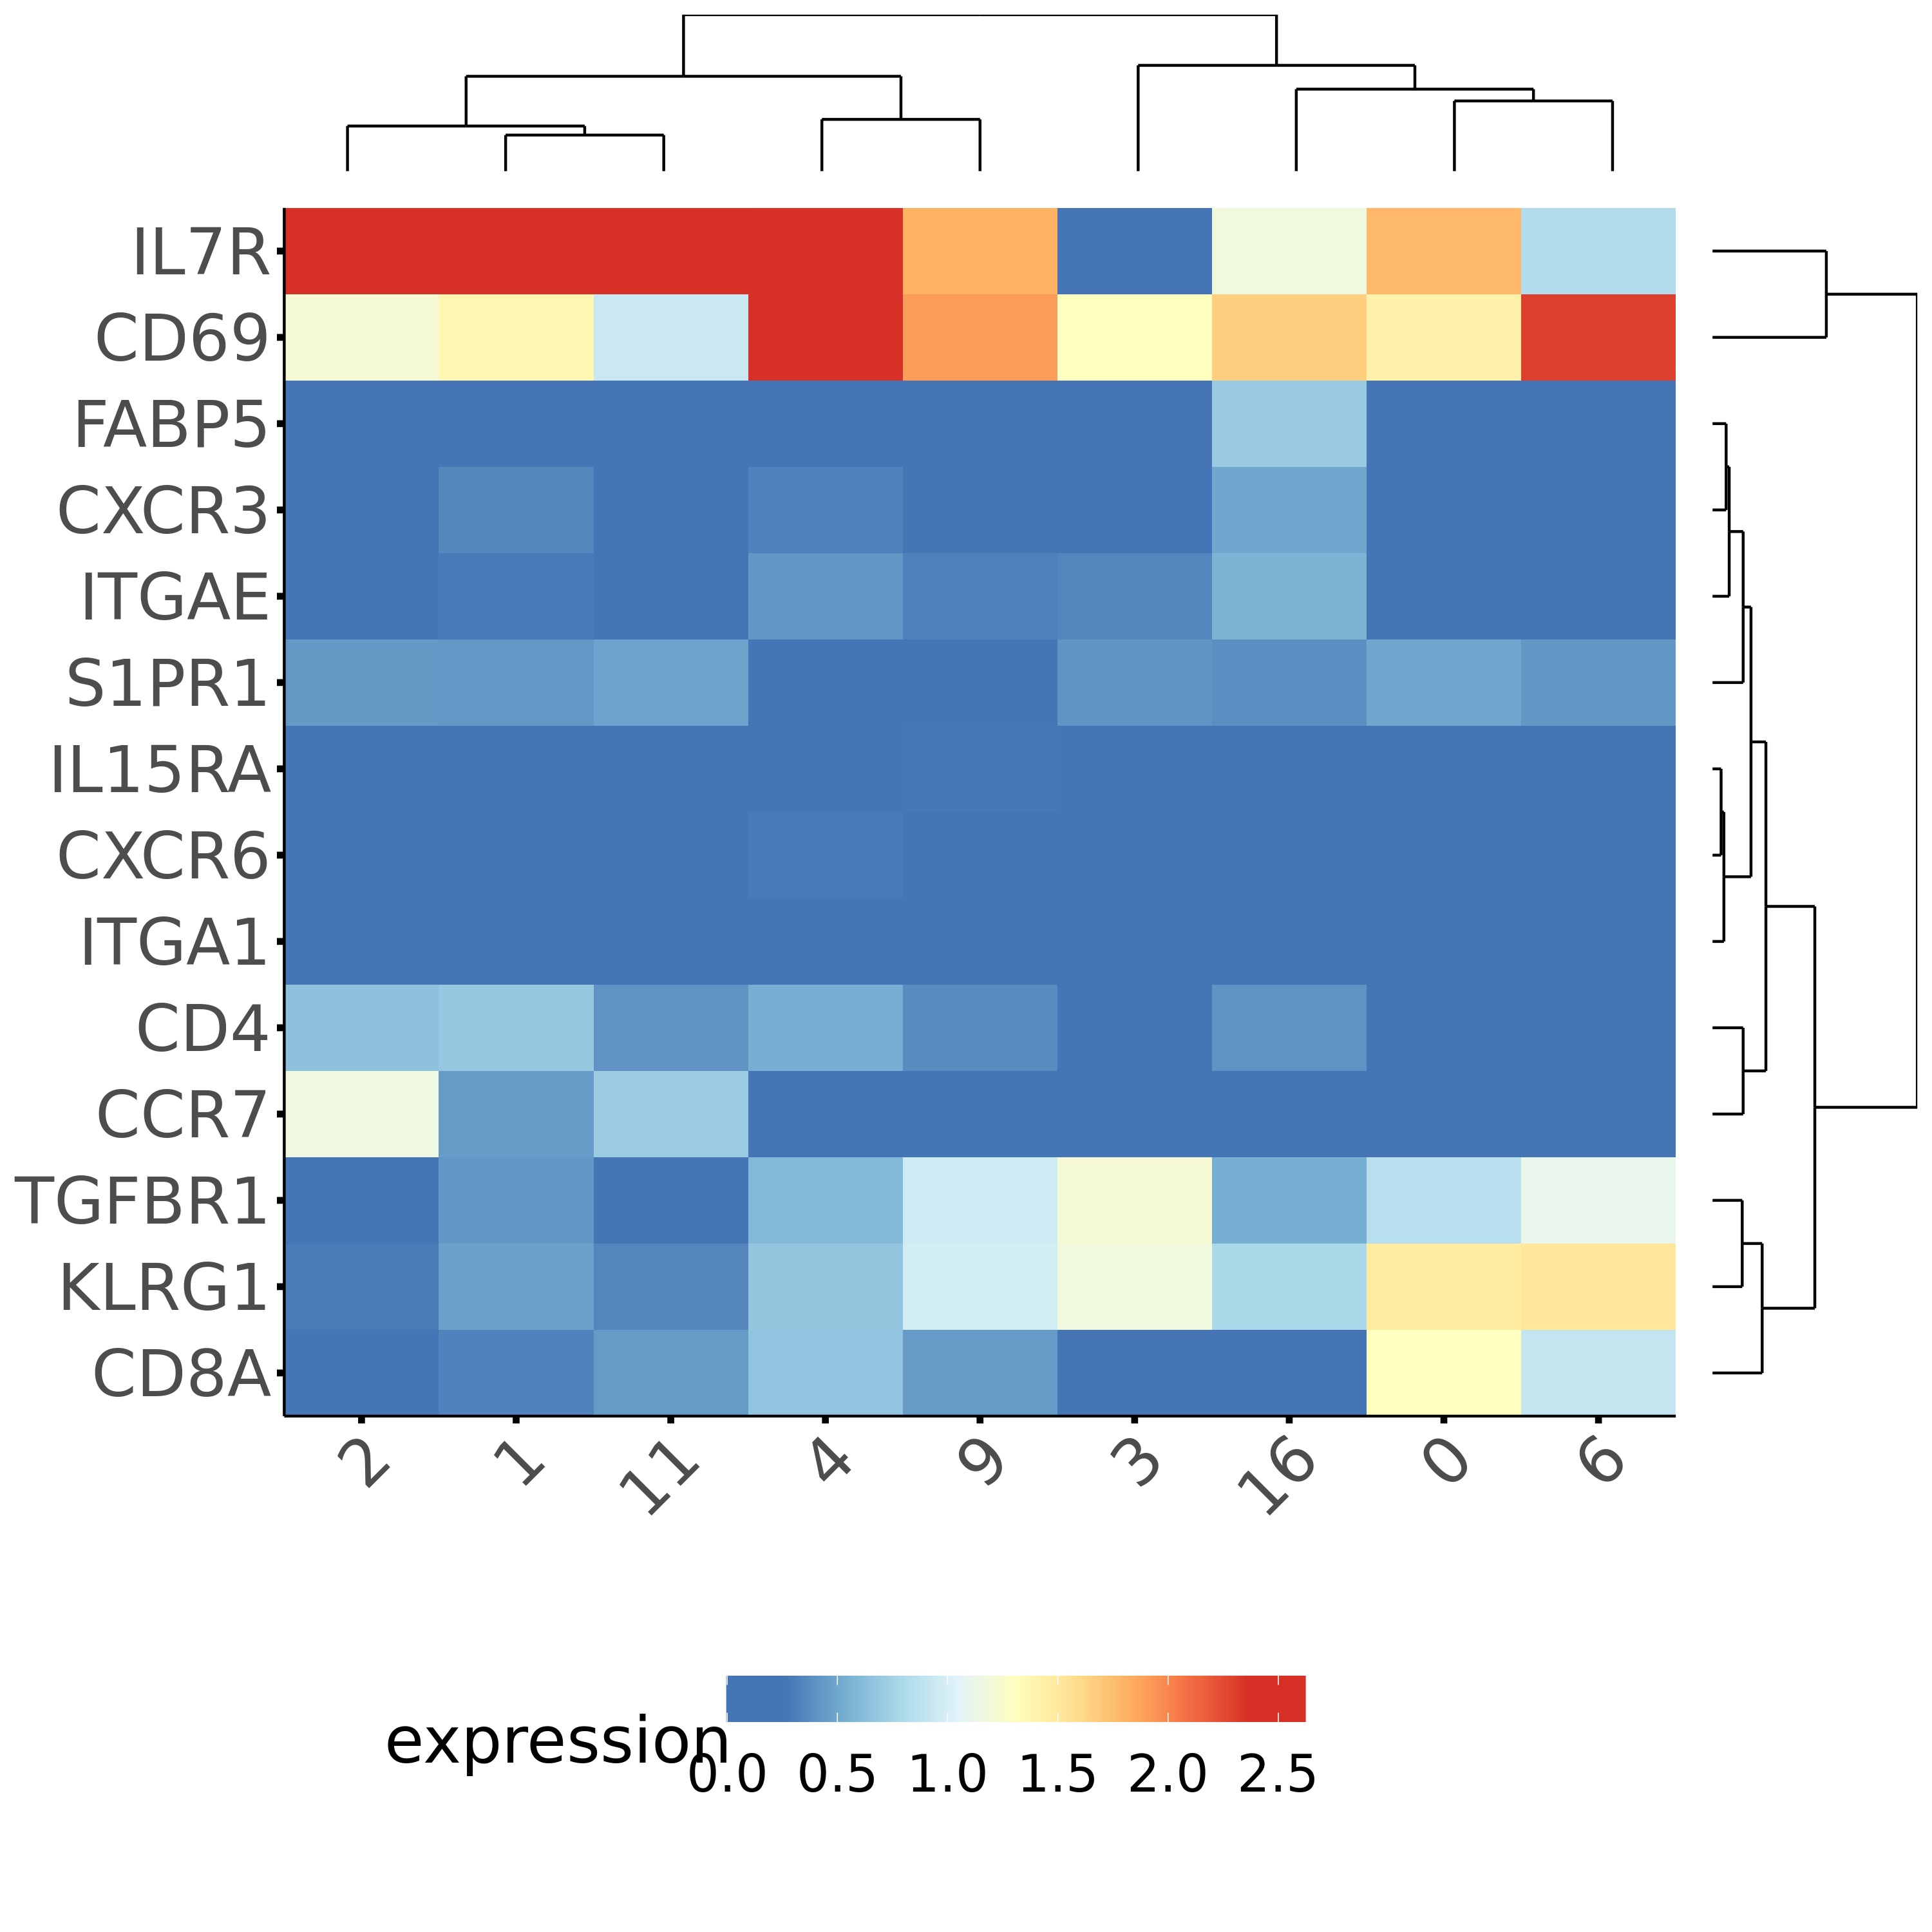 IL7R
CD69
FABP5
CXCR3
ITGAE
S1PR1
IL15RA
CXCR6
ITGA1
CD4
CCR7
TGFBR1
KLRG1
CD8A
2 1 11 4 9 3 16 0 6
expression
0.0 0.5 1.0 1.5 2.0 2.5